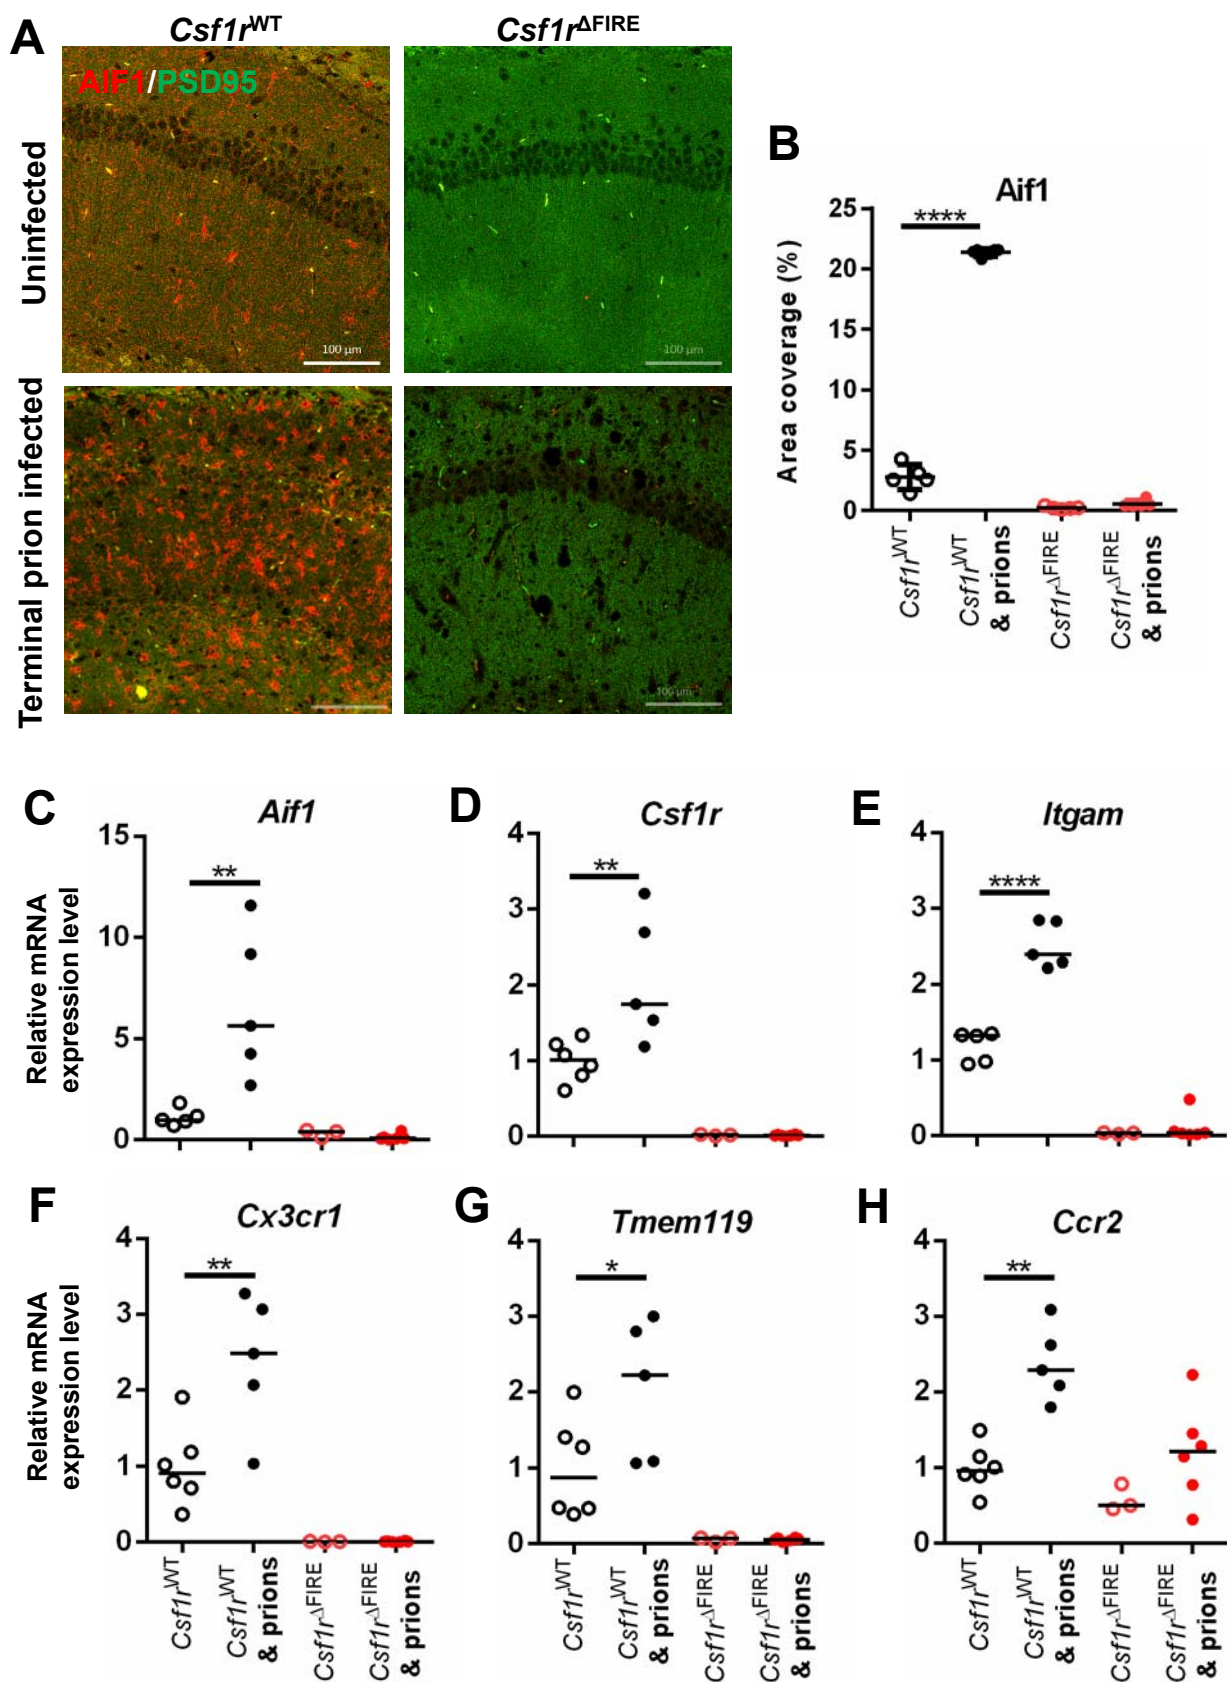 A
Csf1rWT
Csf1rΔFIRE
AIF1/PSD95
Uninfected
100 µm
100 µm
Terminal prion infected
100 µm
B
Aif1
Area coverage (%)
25
20
15
10
5
0
****
Csf1rWT
Csf1rWT
& prions
Csf1rΔFIRE
Csf1rΔFIRE
& prions
C
Aif1
Relative mRNA
expression level
15
10
5
0
**
D
Csf1r
4
3
2
1
0
**
E
Itgam
4
3
2
1
0
****
F
Cx3cr1
Relative mRNA
expression level
4
3
2
1
0
**
Csf1rWT
Csf1rWT
& prions
Csf1rΔFIRE
Csf1rΔFIRE
& prions
G
Tmem119
4
3
2
1
0
*
Csf1rWT
Csf1rWT
& prions
Csf1rΔFIRE
Csf1rΔFIRE
& prions
H
Ccr2
4
3
2
1
0
**
Csf1rWT
Csf1rWT
& prions
Csf1rΔFIRE
Csf1rΔFIRE
& prions